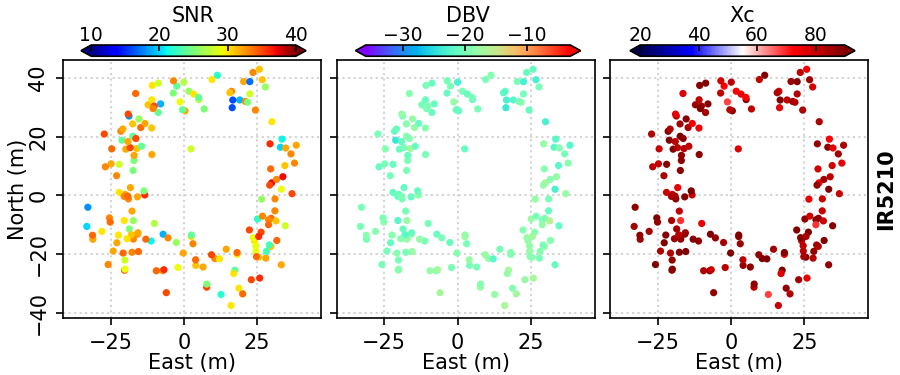 SNR DBV Xc
10 20 30 40 −30 −20 −10 20 40 60 80
40
20
0
−20
−40
North (m)
IR5210
−25 0 25 −25 0 25 −25 0 25
East (m) East (m) East (m)